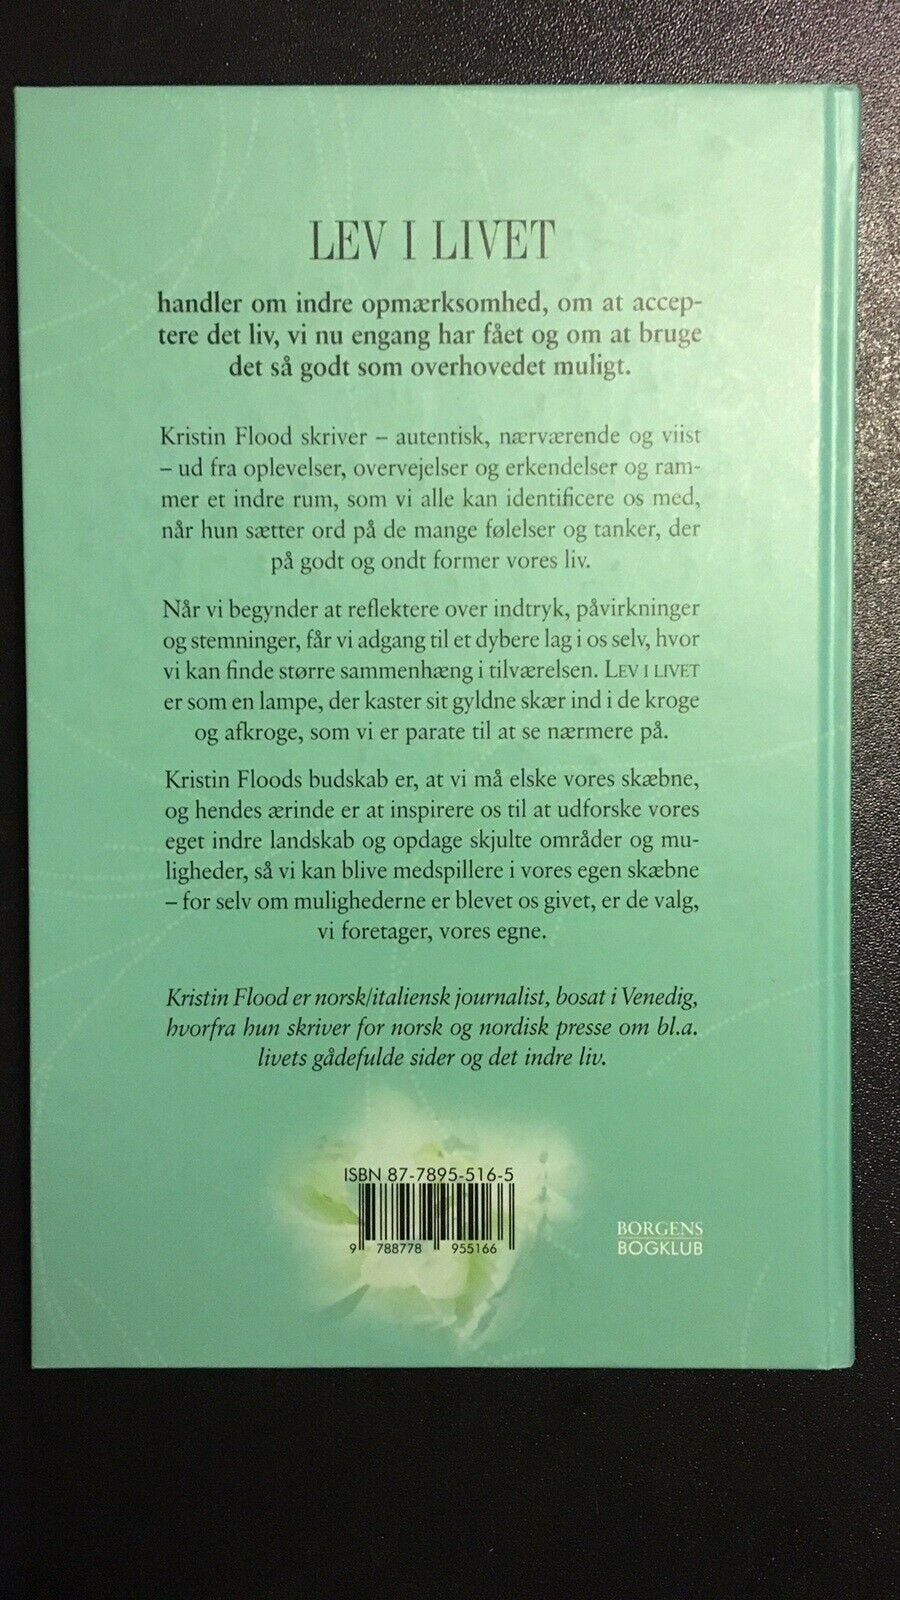 LEV I LIVET
handler om indre opmærksomhed, om at accep-
tere det liv, vi nu engang har fået og om at bruge
det så godt som overhovedet muligt.
Kristin Flood skriver – autentisk, nærværende og viist
– ud fra oplevelser, overvejelser og erkendelser og ram-
mer et indre rum, som vi alle kan identificere os med,
når hun sætter ord på de mange følelser og tanker, der
på godt og ondt former vores liv.
Når vi begynder at reflektere over indtryk, påvirkninger
og stemninger, får vi adgang til et dybere lag i os selv, hvor
vi kan finde større sammenhæng i tilværelsen. LEV I LIVET
er som en lampe, der kaster sit gyldne skær ind i de kroge
og afkroge, som vi er parate til at se nærmere på.
Kristin Floods budskab er, at vi må elske vores skæbne,
og hendes ærinde er at inspirere os til at udforske vores
eget indre landskab og opdage skjulte områder og mu-
ligheder, så vi kan blive medspillere i vores egen skæbne
– for selv om mulighederne er blevet os givet, er de valg,
vi foretager, vores egne.
Kristin Flood er norsk/italiensk journalist, bosat i Venedig,
hvorfra hun skriver for norsk og nordisk presse om bl.a.
livets gådefulde sider og det indre liv.
ISBN 87-7895-516-5
9 788778 955166
BORGENS
BOGKLUB